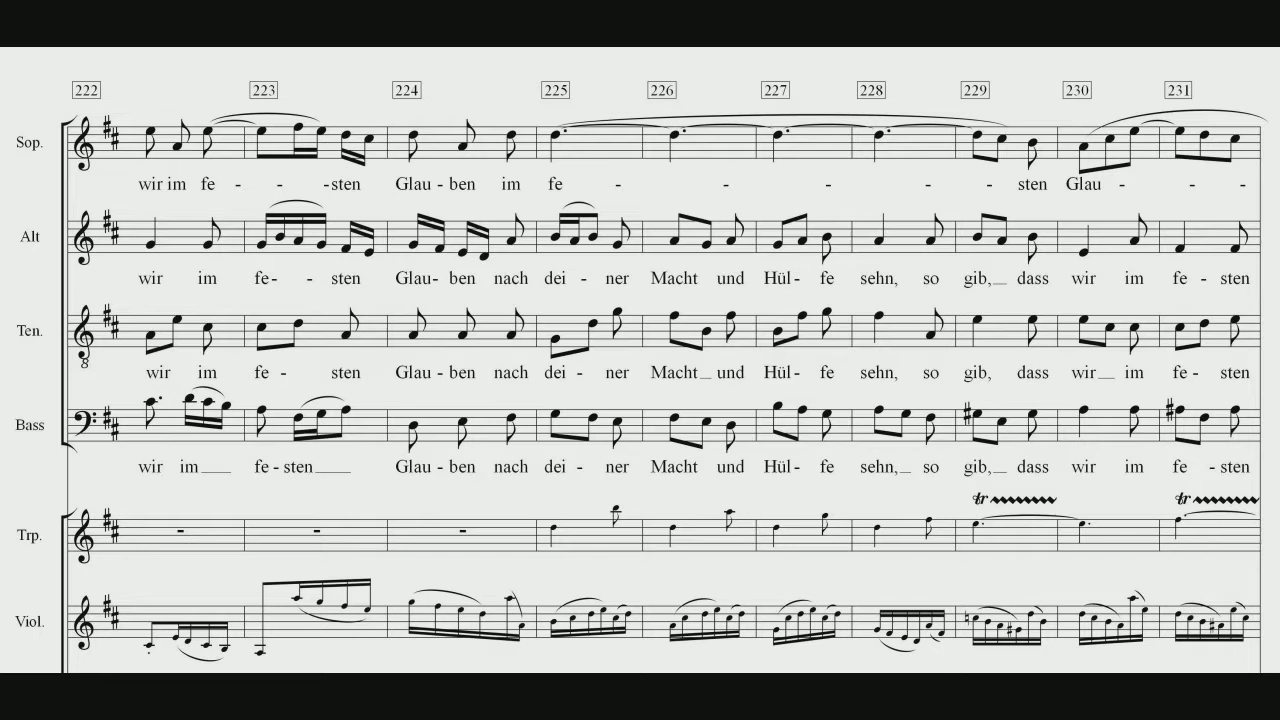 222 223 224 225 226 227 228 229 230 231
Sop.
wir im fe - - - sten Glau - ben im fe - - - - - sten Glau - - -
Alt
wir im fe - - sten Glau - ben nach dei - ner Macht und Hül - fe sehn, so gib, dass wir im fe - sten
Ten.
8
wir im fe - sten Glau - ben nach dei - ner Macht und Hül - fe sehn, so gib, dass wir im fe - sten
Bass
wir im fe - sten Glau - ben nach dei - ner Macht und Hül - fe sehn, so gib, dass wir im fe - sten
tr tr
Trp.
Viol.